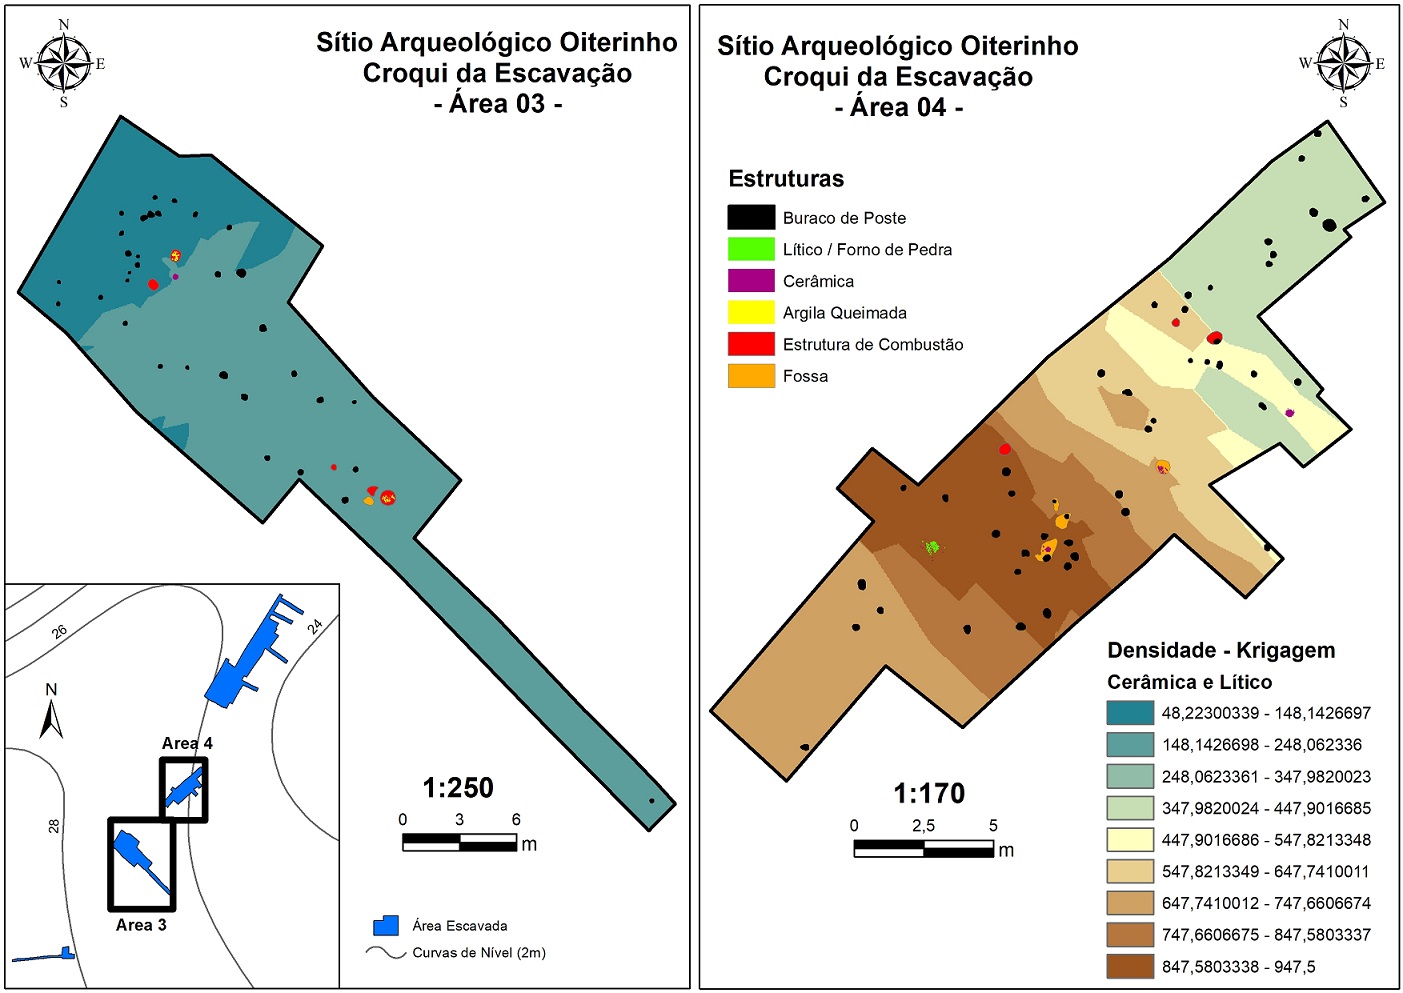 N
W E
S
Sítio Arqueológico Oiterinho
Croqui da Escavação
- Área 03 -
26
24
N
Area 4
28
Area 3
1:250
0 3 6
m
Área Escavada
Curvas de Nível (2m)
Sítio Arqueológico Oiterinho
Croqui da Escavação
- Área 04 -
N
W E
S
Estruturas
Buraco de Poste
Lítico / Forno de Pedra
Cerâmica
Argila Queimada
Estrutura de Combustão
Fossa
1:170
0 2,5 5
m
Densidade - Krigagem
Cerâmica e Lítico
48,22300339 - 148,1426697
148,1426698 - 248,062336
248,0623361 - 347,9820023
347,9820024 - 447,9016685
447,9016686 - 547,8213348
547,8213349 - 647,7410011
647,7410012 - 747,6606674
747,6606675 - 847,5803337
847,5803338 - 947,5